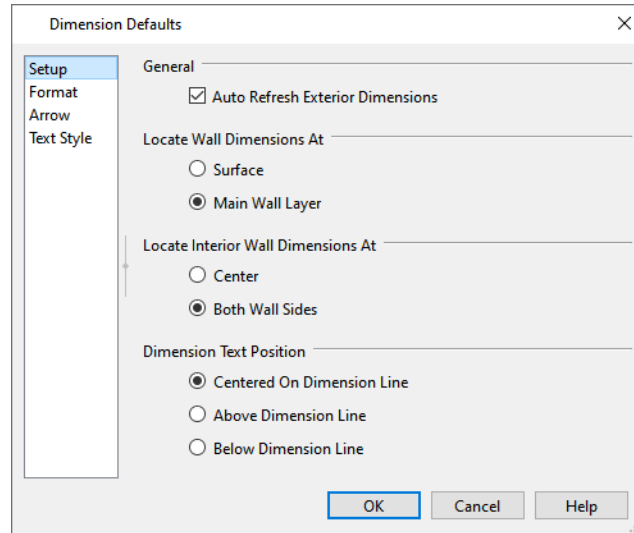 Dimension Defaults
Setup
Format
Arrow
Text Style
General
Auto Refresh Exterior Dimensions
Locate Wall Dimensions At
Surface
Main Wall Layer
Locate Interior Wall Dimensions At
Center
Both Wall Sides
Dimension Text Position
Centered On Dimension Line
Above Dimension Line
Below Dimension Line
OK Cancel Help